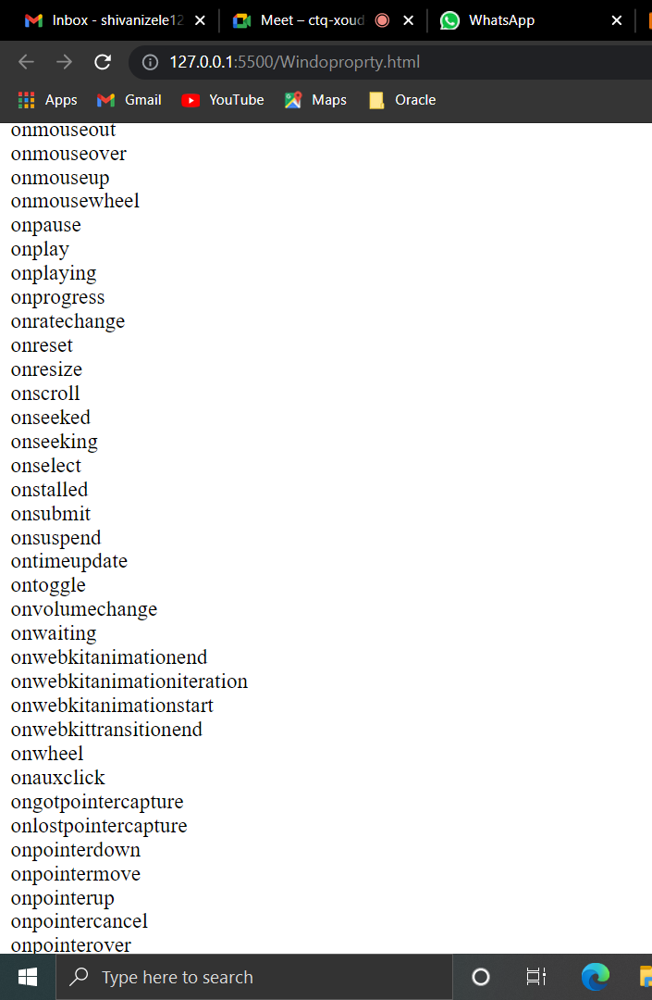 Inbox - shivanizele12
Meet – ctq-xoud
WhatsApp
127.0.0.1:5500/Windoproprty.html
Apps
Gmail
YouTube
Maps
Oracle
onmouseout
onmouseover
onmouseup
onmousewheel
onpause
onplay
onplaying
onprogress
onratechange
onreset
onresize
onscroll
onseeked
onseeking
onselect
onstalled
onsubmit
onsuspend
ontimeupdate
ontoggle
onvolumechange
onwaiting
onwebkitanimationend
onwebkitanimationiteration
onwebkitanimationstart
onwebkittransitionend
onwheel
onauxclick
ongotpointercapture
onlostpointercapture
onpointerdown
onpointermove
onpointerup
onpointercancel
onpointerover
Type here to search